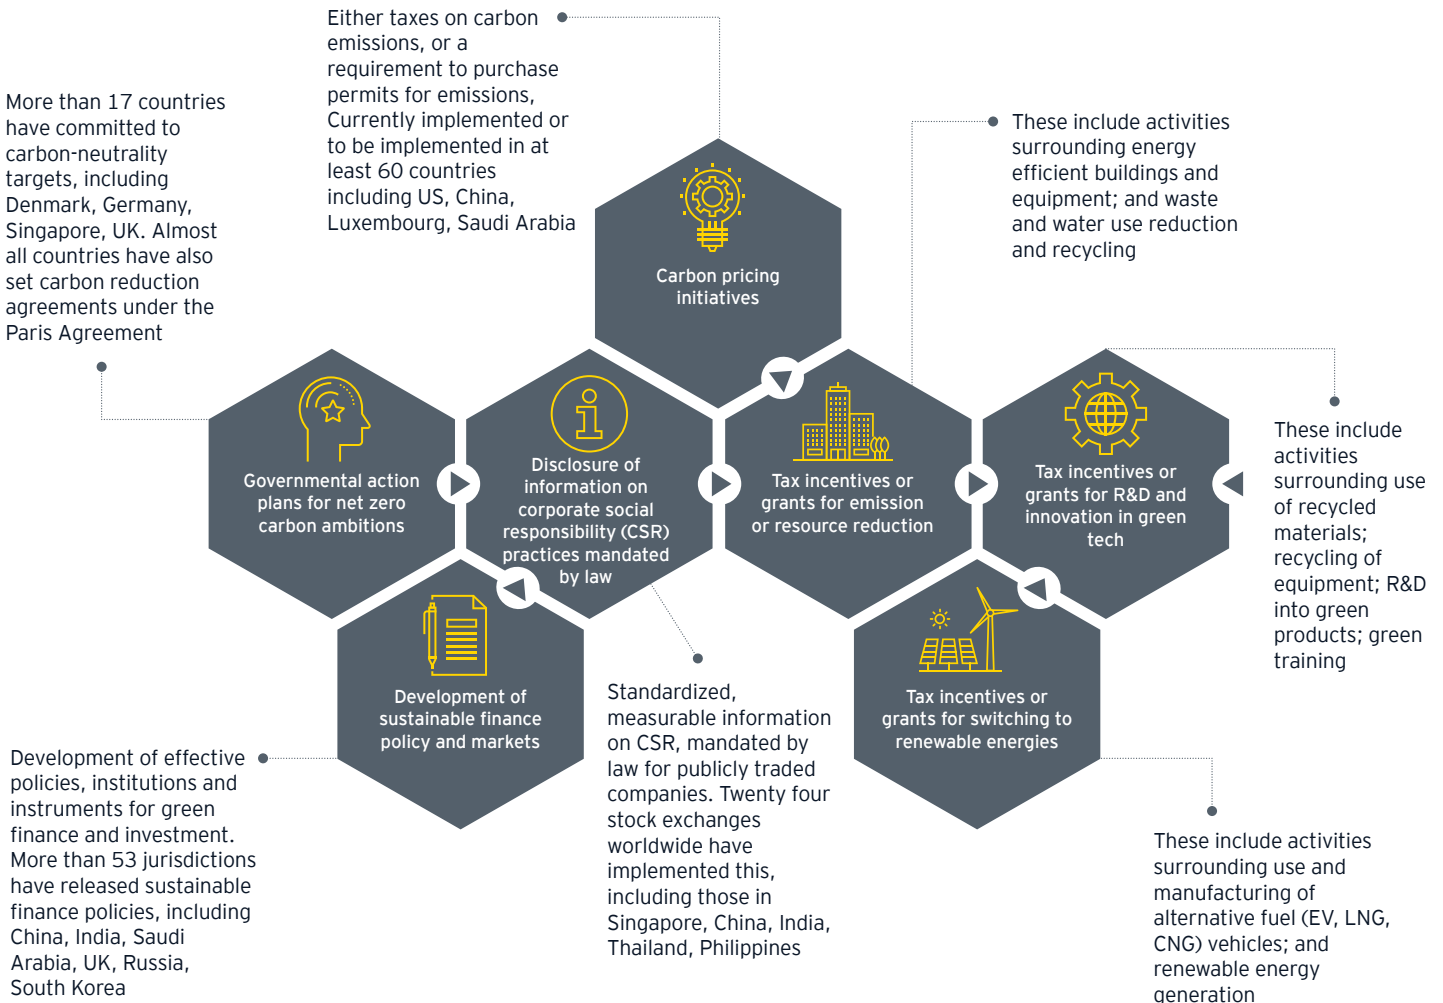 Either taxes on carbon
emissions, or a
requirement to purchase
permits for emissions,
Currently implemented or
to be implemented in at
least 60 countries
including US, China,
Luxembourg, Saudi Arabia
More than 17 countries
have committed to
carbon-neutrality
targets, including
Denmark, Germany,
Singapore, UK. Almost
all countries have also
set carbon reduction
agreements under the
Paris Agreement
These include activities
surrounding energy
efficient buildings and
equipment; and waste
and water use reduction
and recycling
Carbon pricing
initiatives
Governmental action
plans for net zero
carbon ambitions
Disclosure of
information on
corporate social
responsibility (CSR)
practices mandated
by law
Tax incentives or
grants for emission
or resource reduction
Tax incentives or
grants for R&D and
innovation in green
tech
These include
activities
surrounding use
of recycled
materials;
recycling of
equipment; R&D
into green
products; green
training
Development of
sustainable finance
policy and markets
Tax incentives or
grants for switching to
renewable energies
Development of effective
policies, institutions and
instruments for green
finance and investment.
More than 53 jurisdictions
have released sustainable
finance policies, including
China, India, Saudi
Arabia, UK, Russia,
South Korea
Standardized,
measurable information
on CSR, mandated by
law for publicly traded
companies. Twenty four
stock exchanges
worldwide have
implemented this,
including those in
Singapore, China, India,
Thailand, Philippines
These include activities
surrounding use and
manufacturing of
alternative fuel (EV, LNG,
CNG) vehicles; and
renewable energy
generation